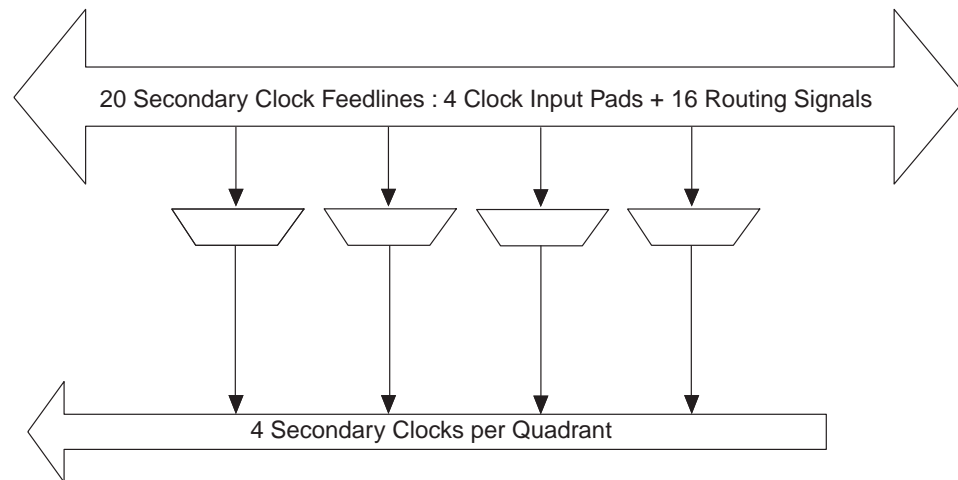 20 Secondary Clock Feedlines : 4 Clock Input Pads + 16 Routing Signals
4 Secondary Clocks per Quadrant